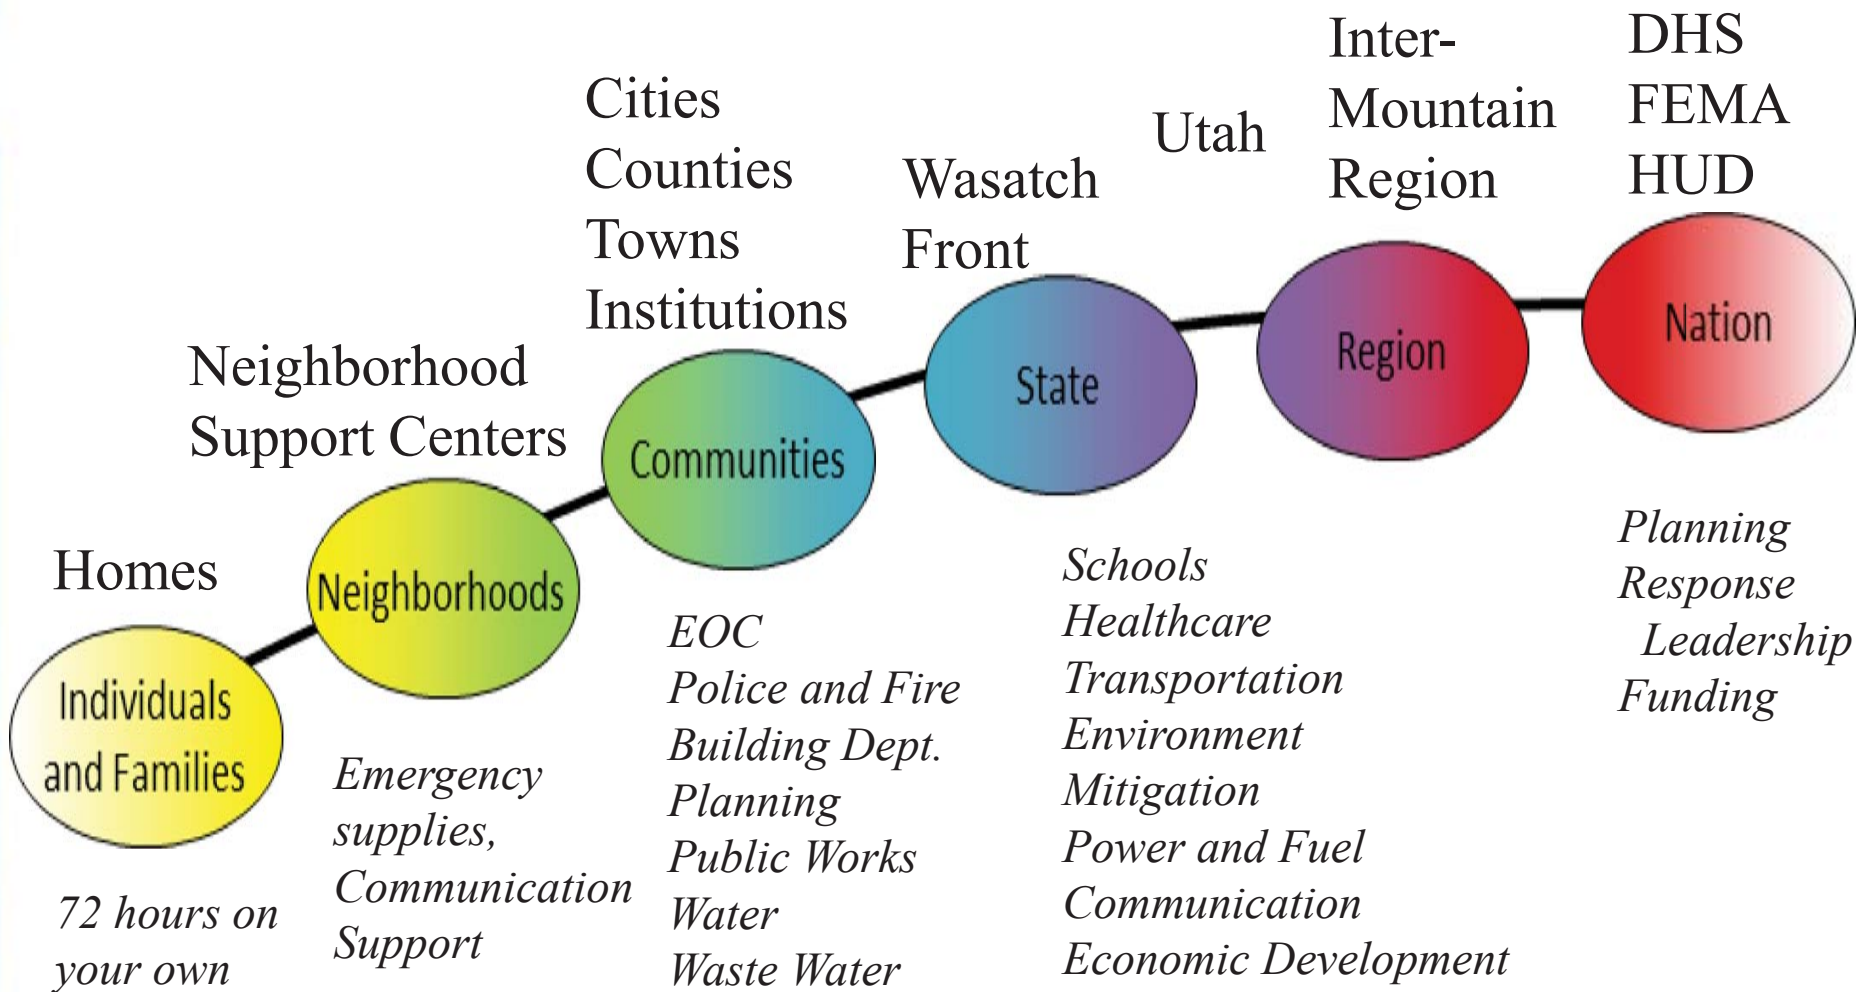 Homes
Individuals
and Families
72 hours on
your own
Neighborhood
Support Centers
Neighborhoods
Emergency
supplies,
Communication
Support
Cities
Counties
Towns
Institutions
Communities
EOC
Police and Fire
Building Dept.
Planning
Public Works
Water
Waste Water
Wasatch
Front
Utah
State
Schools
Healthcare
Transportation
Environment
Mitigation
Power and Fuel
Communication
Economic Development
Inter-
Mountain
Region
Region
DHS
FEMA
HUD
Nation
Planning
Response
Leadership
Funding